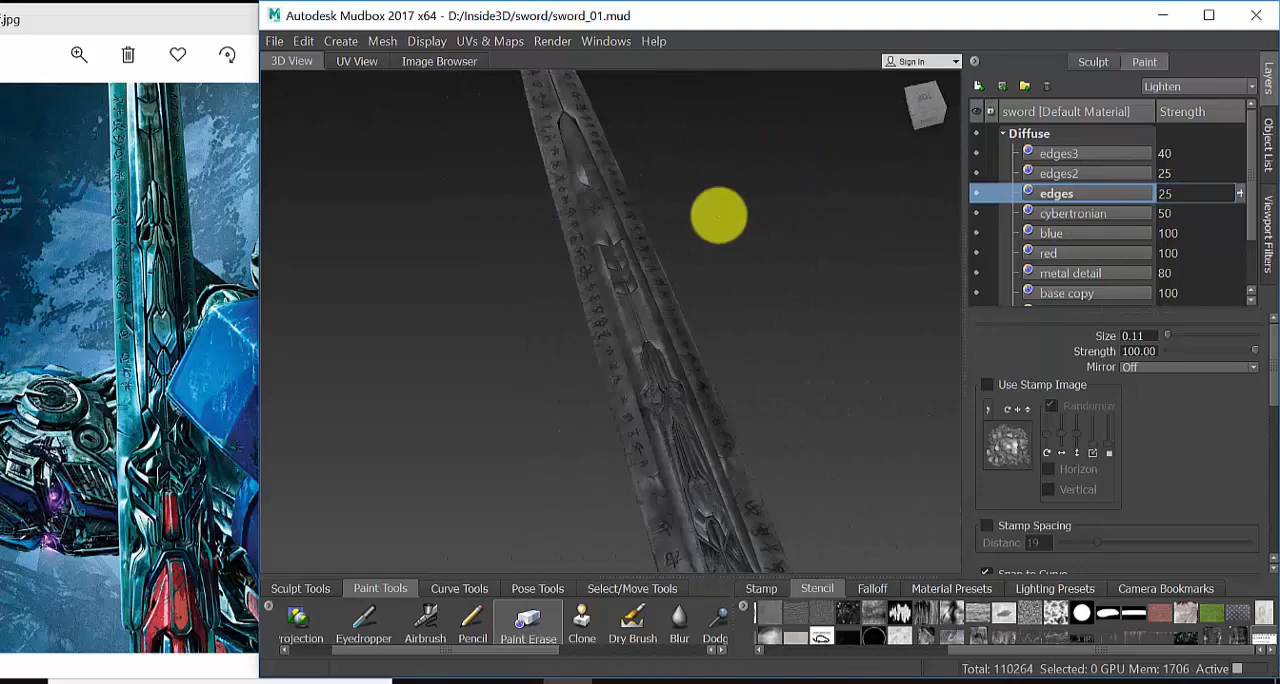 f.jpg
Autodesk Mudbox 2017 x64 - D:/Inside3D/sword/sword_01.mud
File Edit Create Mesh Display UVs & Maps Render Windows Help
3D View UV View Image Browser Sign In
Sculpt Paint
Layers
Object List
Viewport Filters
Lighten
sword [Default Material] Strength
Diffuse
edges3 40
edges2 25
edges 25
cybertronian 50
blue 100
red 100
metal detail 80
base copy 100
Size 0.11
Strength 100.00
Mirror Off
Use Stamp Image
Randomize
Horizon
Vertical
Stamp Spacing
Distanc 19
Snap to Curve
Sculpt Tools Paint Tools Curve Tools Pose Tools Select/Move Tools Stamp Stencil Falloff Material Presets Lighting Presets Camera Bookmarks
rojection Eyedropper Airbrush Pencil Paint Erase Clone Dry Brush Blur Dodg
Total: 110264 Selected: 0 GPU Mem: 1706 Active